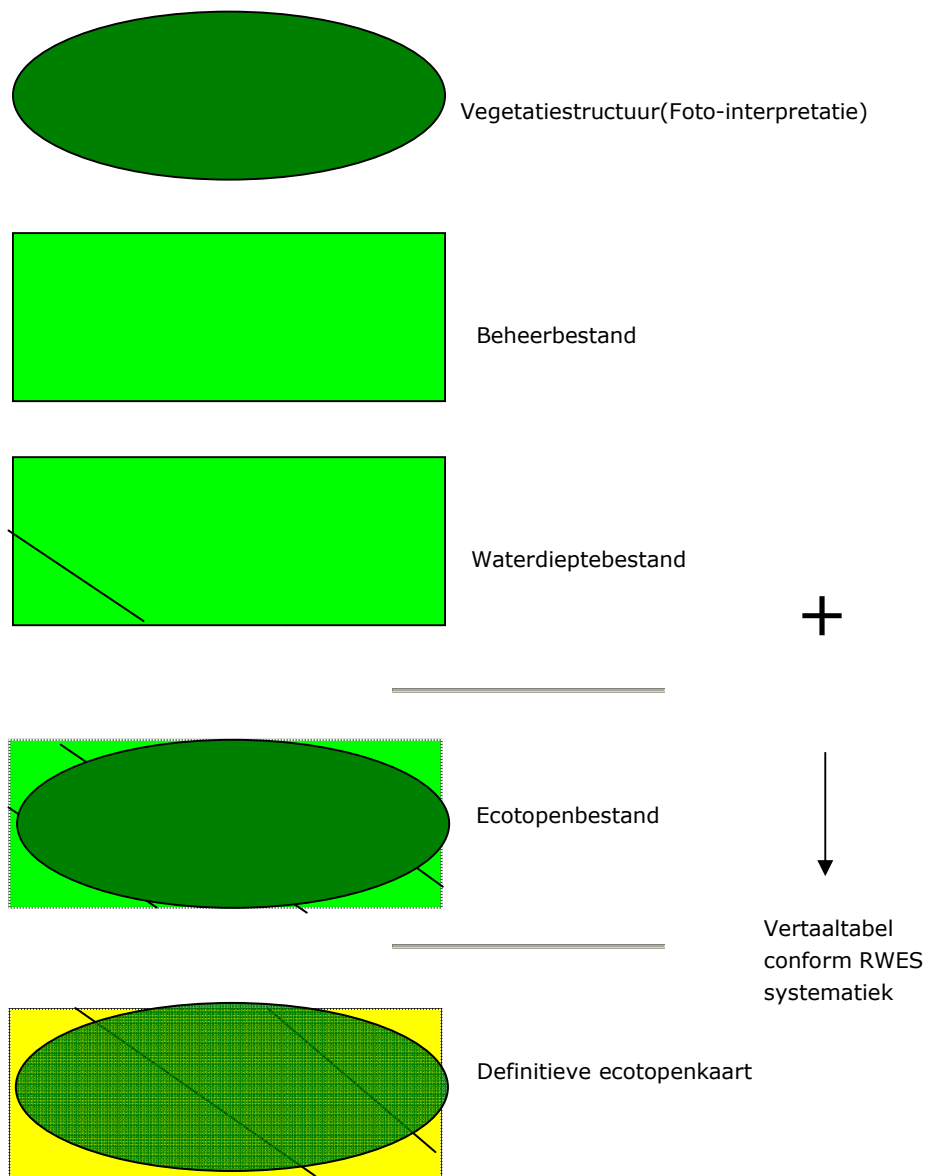 Vegetatiestructuur(Foto-interpretatie)
Beheerbestand
Waterdieptebestand
+
Ecotopenbestand
Vertaaltabel
conform RWES
systematiek
Definitieve ecotopenkaart